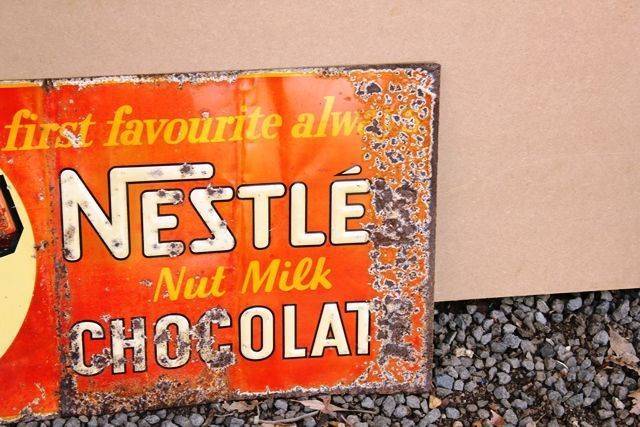 first favourite alw
NESTLÉ
Nut Milk
CHOCOLAT